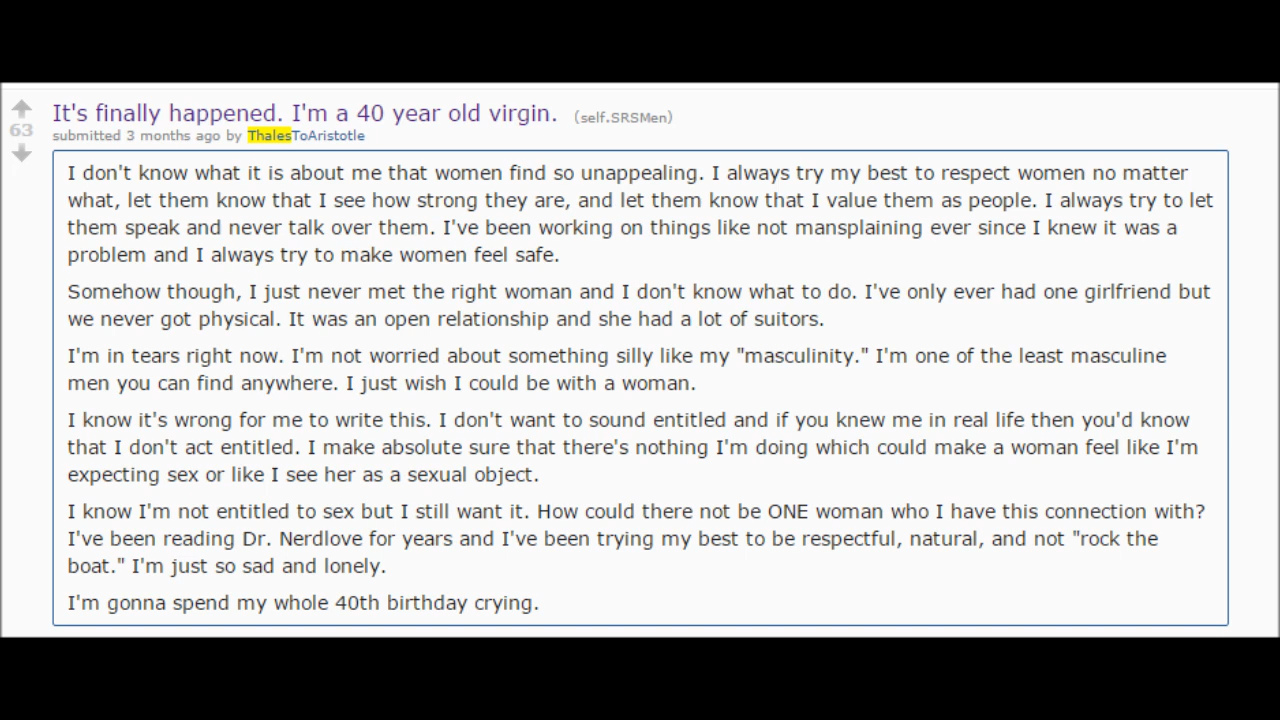 It's finally happened. I'm a 40 year old virgin. (self.SRSMen)
63
submitted 3 months ago by ThalesToAristotle
I don't know what it is about me that women find so unappealing. I always try my best to respect women no matter
what, let them know that I see how strong they are, and let them know that I value them as people. I always try to let
them speak and never talk over them. I've been working on things like not mansplaining ever since I knew it was a
problem and I always try to make women feel safe.
Somehow though, I just never met the right woman and I don't know what to do. I've only ever had one girlfriend but
we never got physical. It was an open relationship and she had a lot of suitors.
I'm in tears right now. I'm not worried about something silly like my "masculinity." I'm one of the least masculine
men you can find anywhere. I just wish I could be with a woman.
I know it's wrong for me to write this. I don't want to sound entitled and if you knew me in real life then you'd know
that I don't act entitled. I make absolute sure that there's nothing I'm doing which could make a woman feel like I'm
expecting sex or like I see her as a sexual object.
I know I'm not entitled to sex but I still want it. How could there not be ONE woman who I have this connection with?
I've been reading Dr. Nerdlove for years and I've been trying my best to be respectful, natural, and not "rock the
boat." I'm just so sad and lonely.
I'm gonna spend my whole 40th birthday crying.